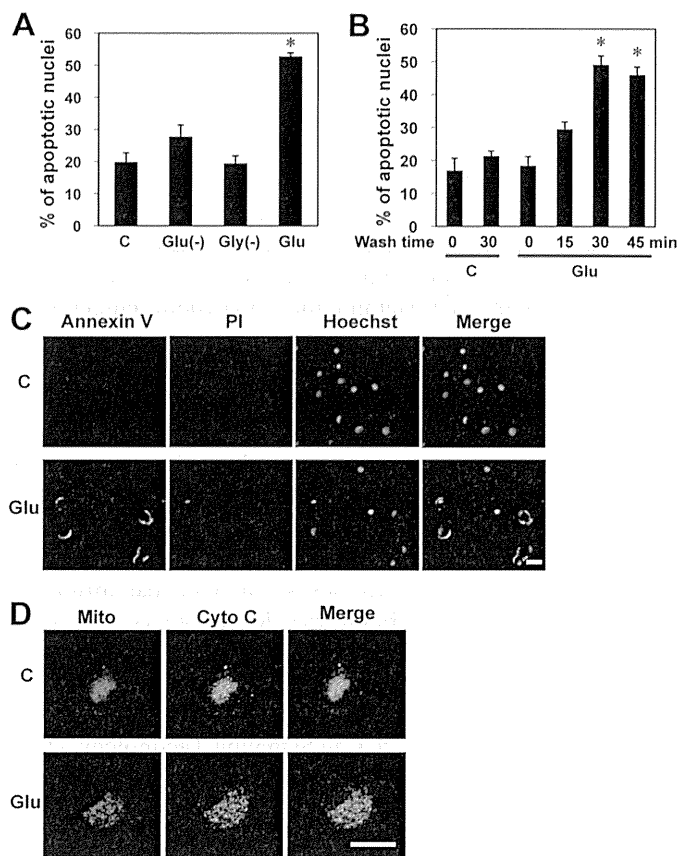 A
% of apoptotic nuclei
60
50
40
30
20
10
0
*
C Glu(-) Gly(-) Glu
B
% of apoptotic nuclei
60
50
40
30
20
10
0
* *
Wash time 0 30 0 15 30 45 min
C Glu
C
Annexin V PI Hoechst Merge
C
Glu
D
Mito Cyto C Merge
C
Glu